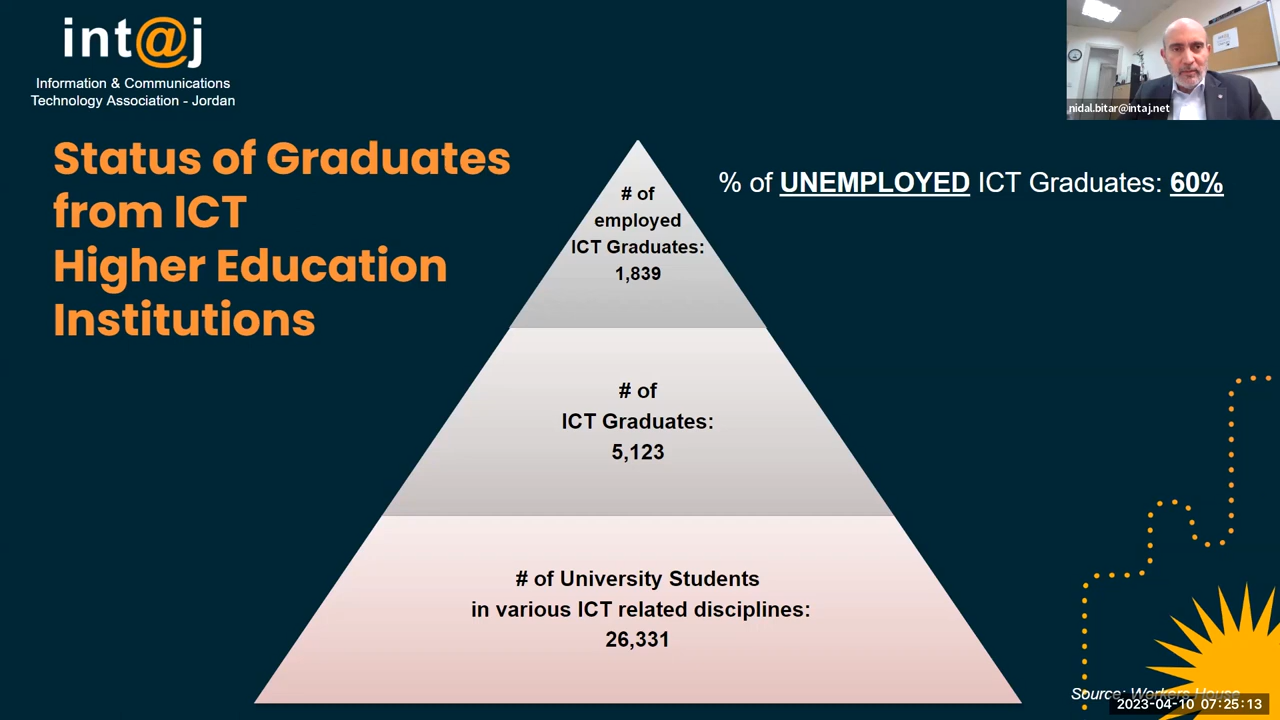 int@j
Information & Communications
Technology Association - Jordan
nidal.bitar@intaj.net
Status of Graduates
from ICT
Higher Education
Institutions
% of UNEMPLOYED ICT Graduates: 60%
# of
employed
ICT Graduates:
1,839
# of
ICT Graduates:
5,123
# of University Students
in various ICT related disciplines:
26,331
Source: Workers House
2023-04-10 07:25:13